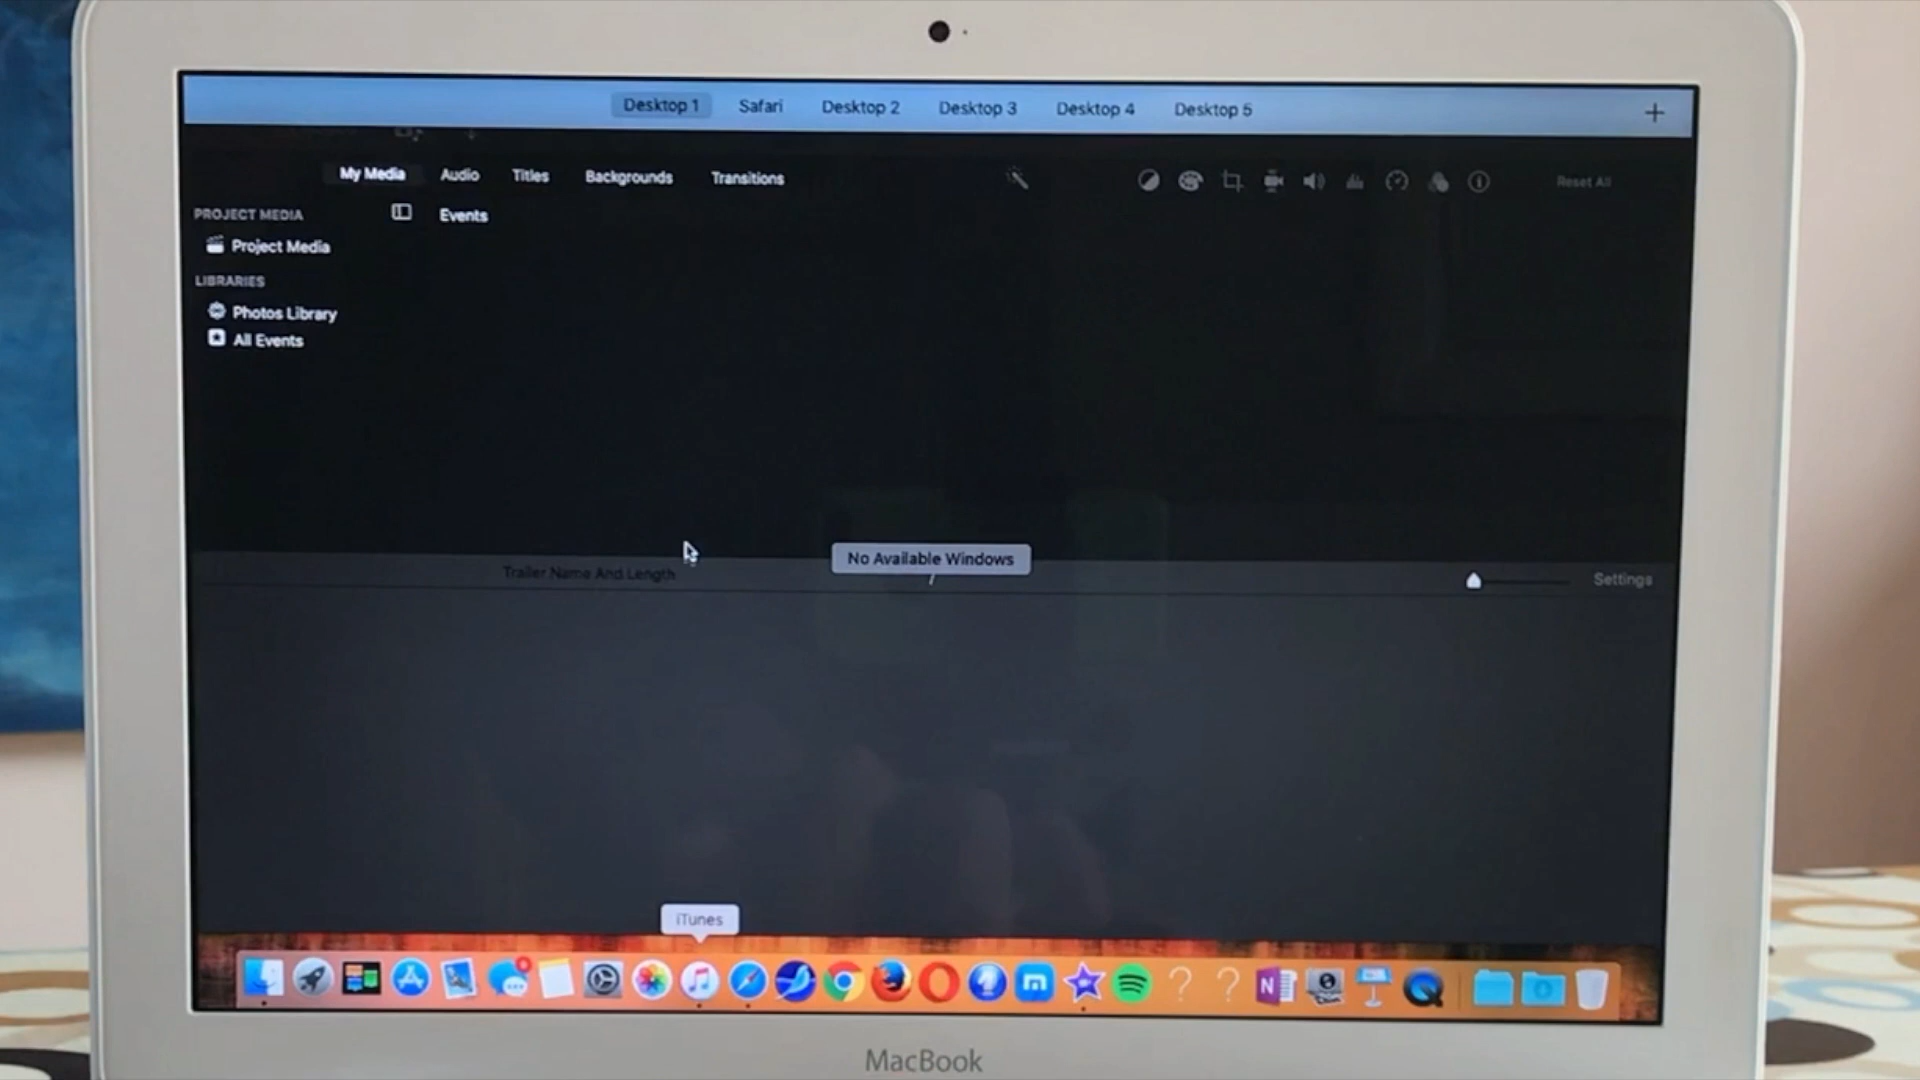 Desktop 1 Safari Desktop 2 Desktop 3 Desktop 4 Desktop 5 +
My Media Audio Titles Backgrounds Transitions Reset All
PROJECT MEDIA Events
Project Media
LIBRARIES
Photos Library
All Events
No Available Windows
Trailer Name And Length / Settings
iTunes
MacBook